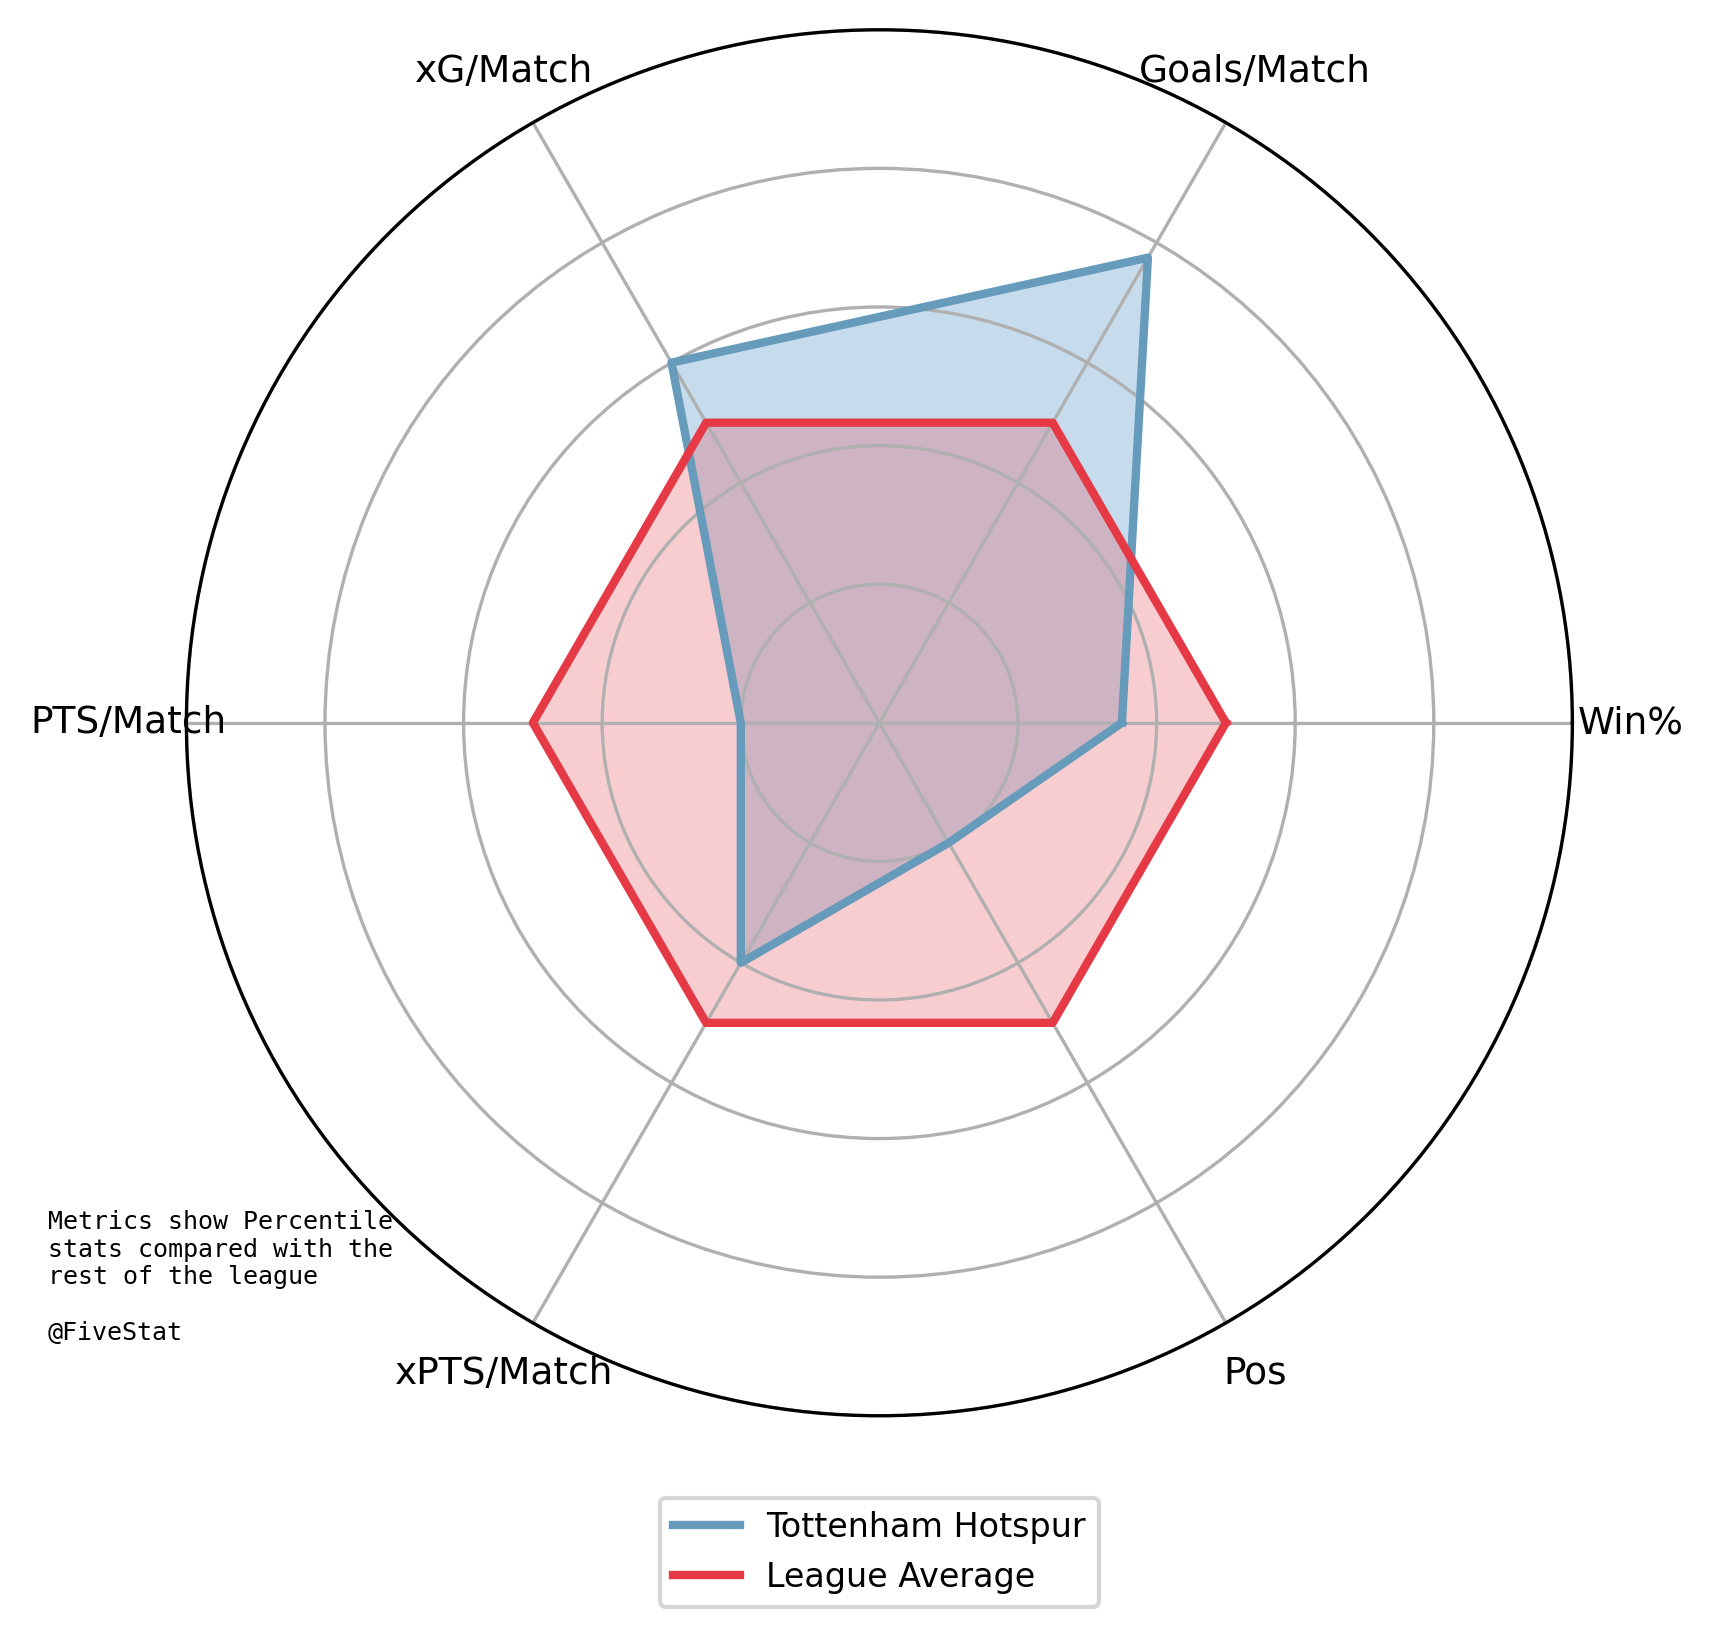 xG/Match
Goals/Match
PTS/Match
Win%
Metrics show Percentile
stats compared with the
rest of the league
@FiveStat
xPTS/Match
Pos
Tottenham Hotspur
League Average